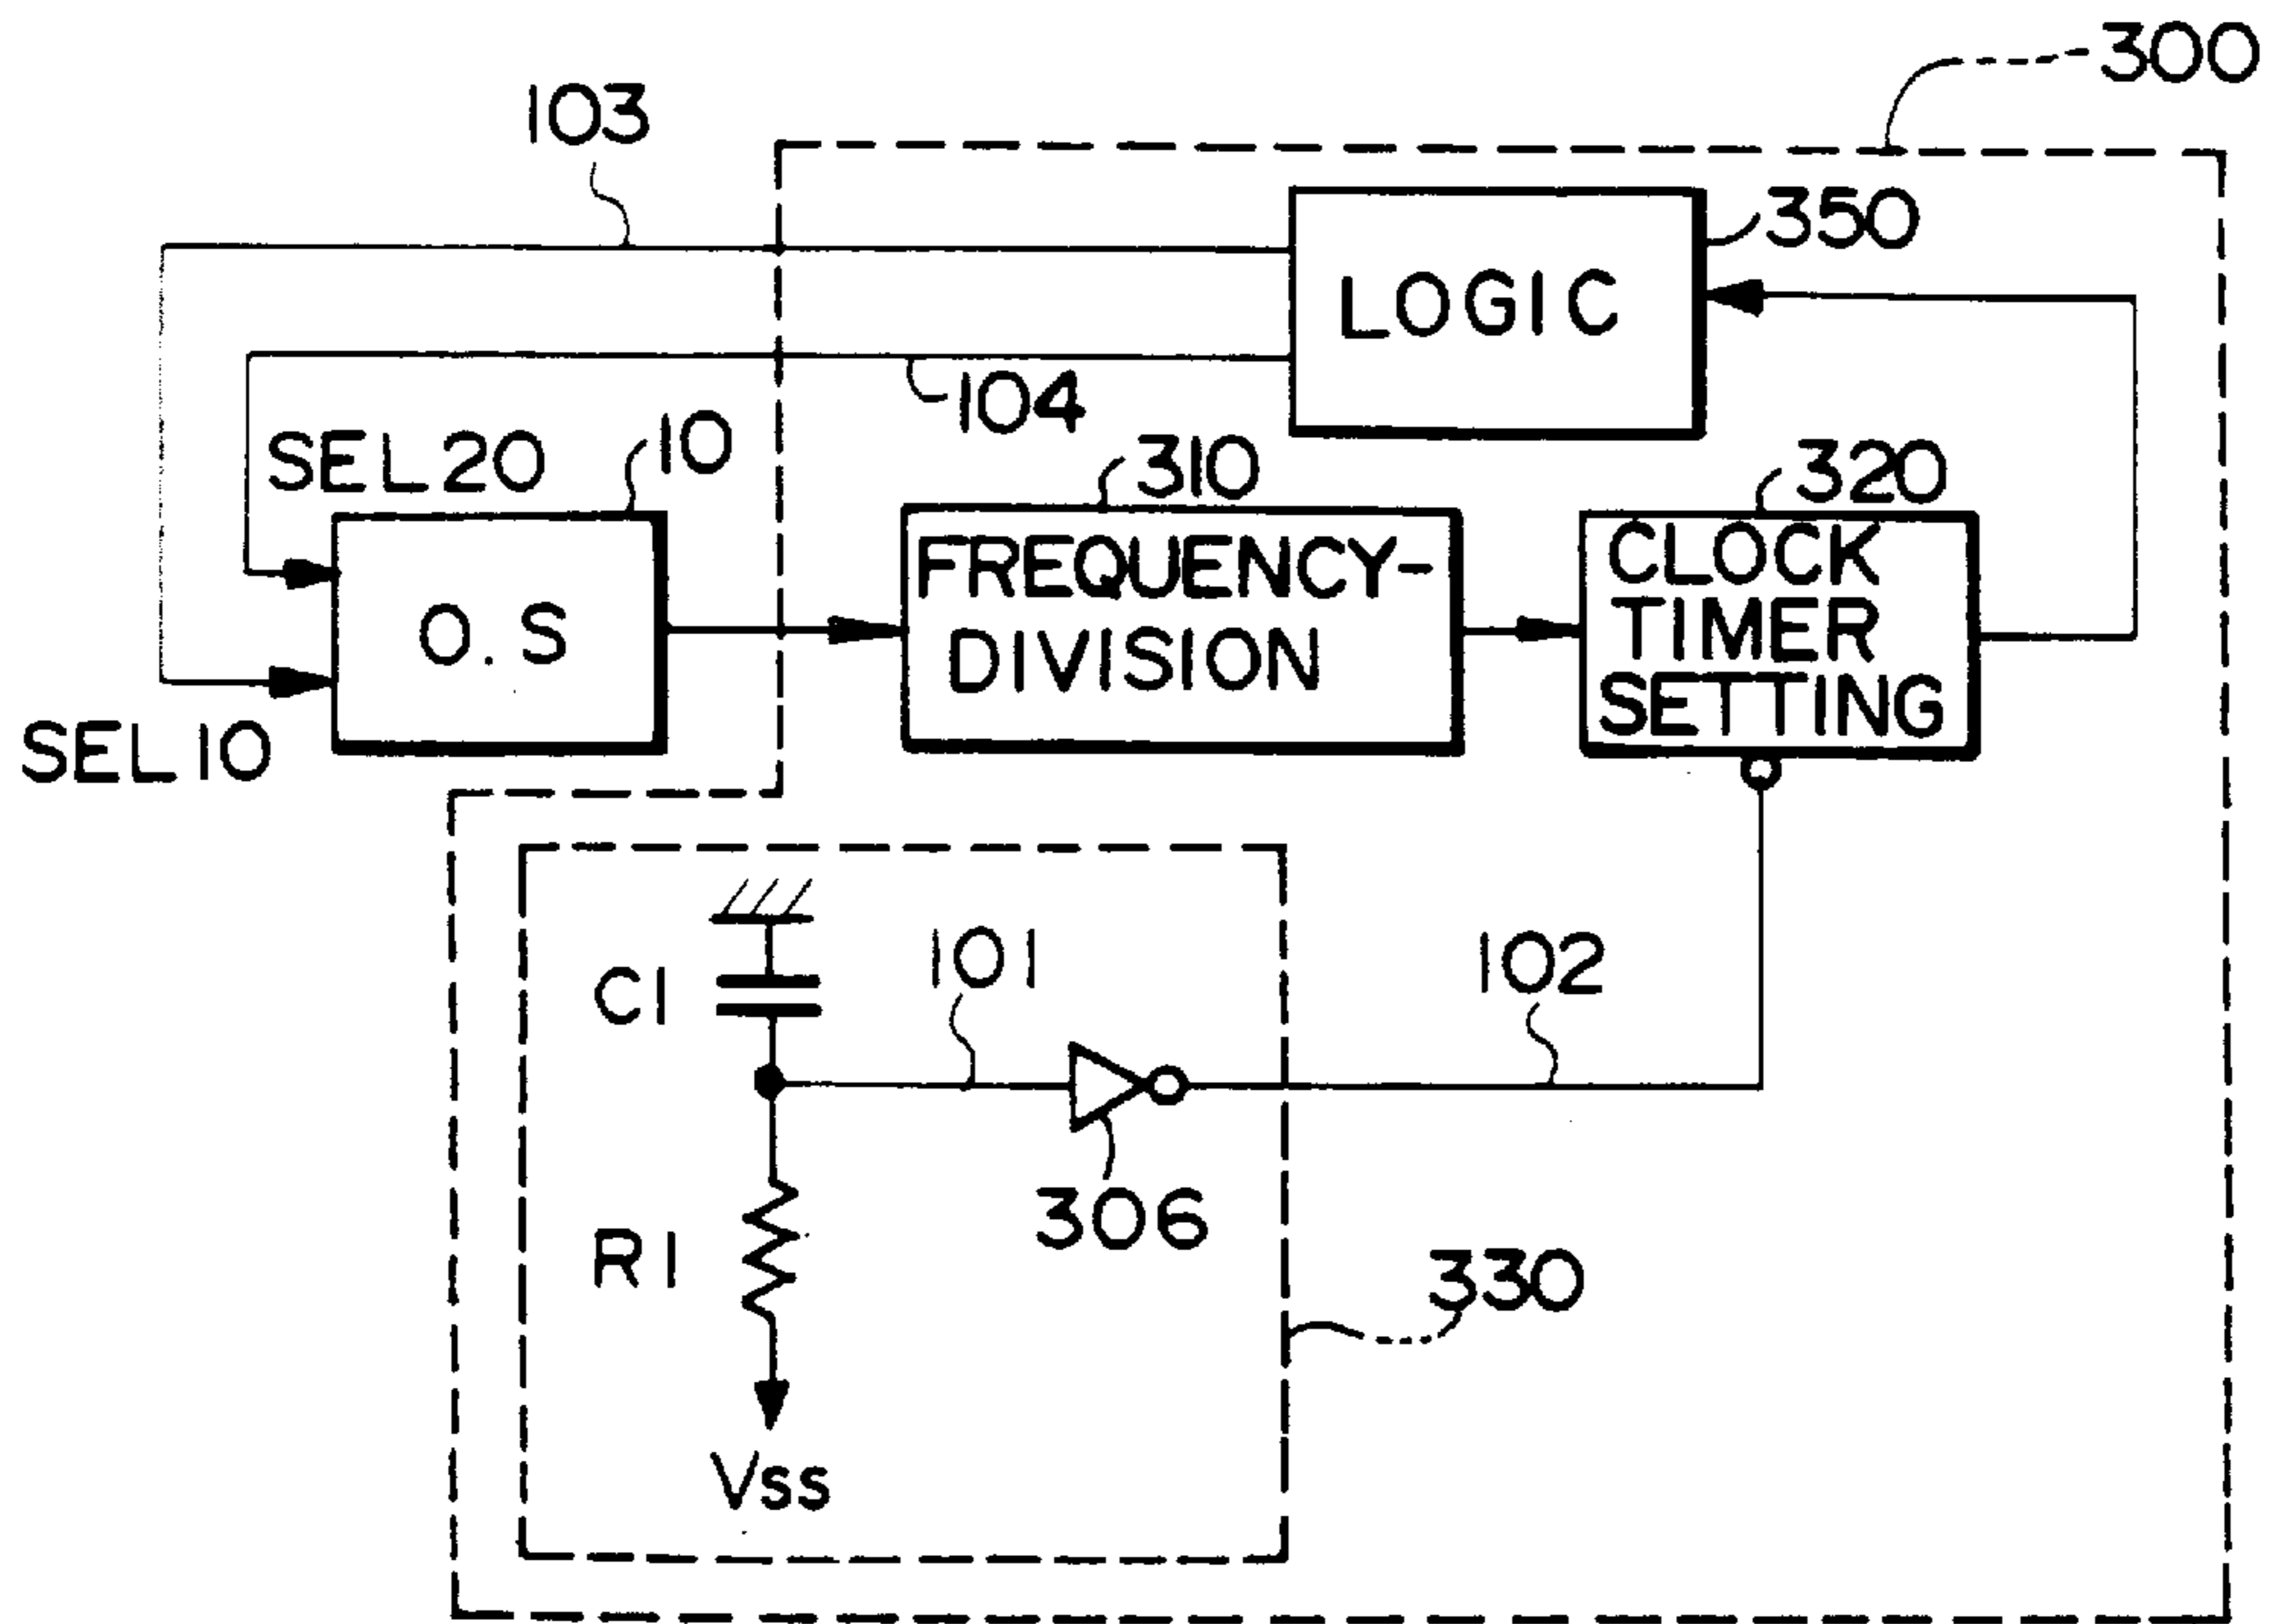 300
103
350
LOGIC
104
SEL20
10
310
320
O.S
FREQUENCY-
DIVISION
CLOCK
TIMER
SETTING
SEL10
C1
101
102
306
R1
330
Vss